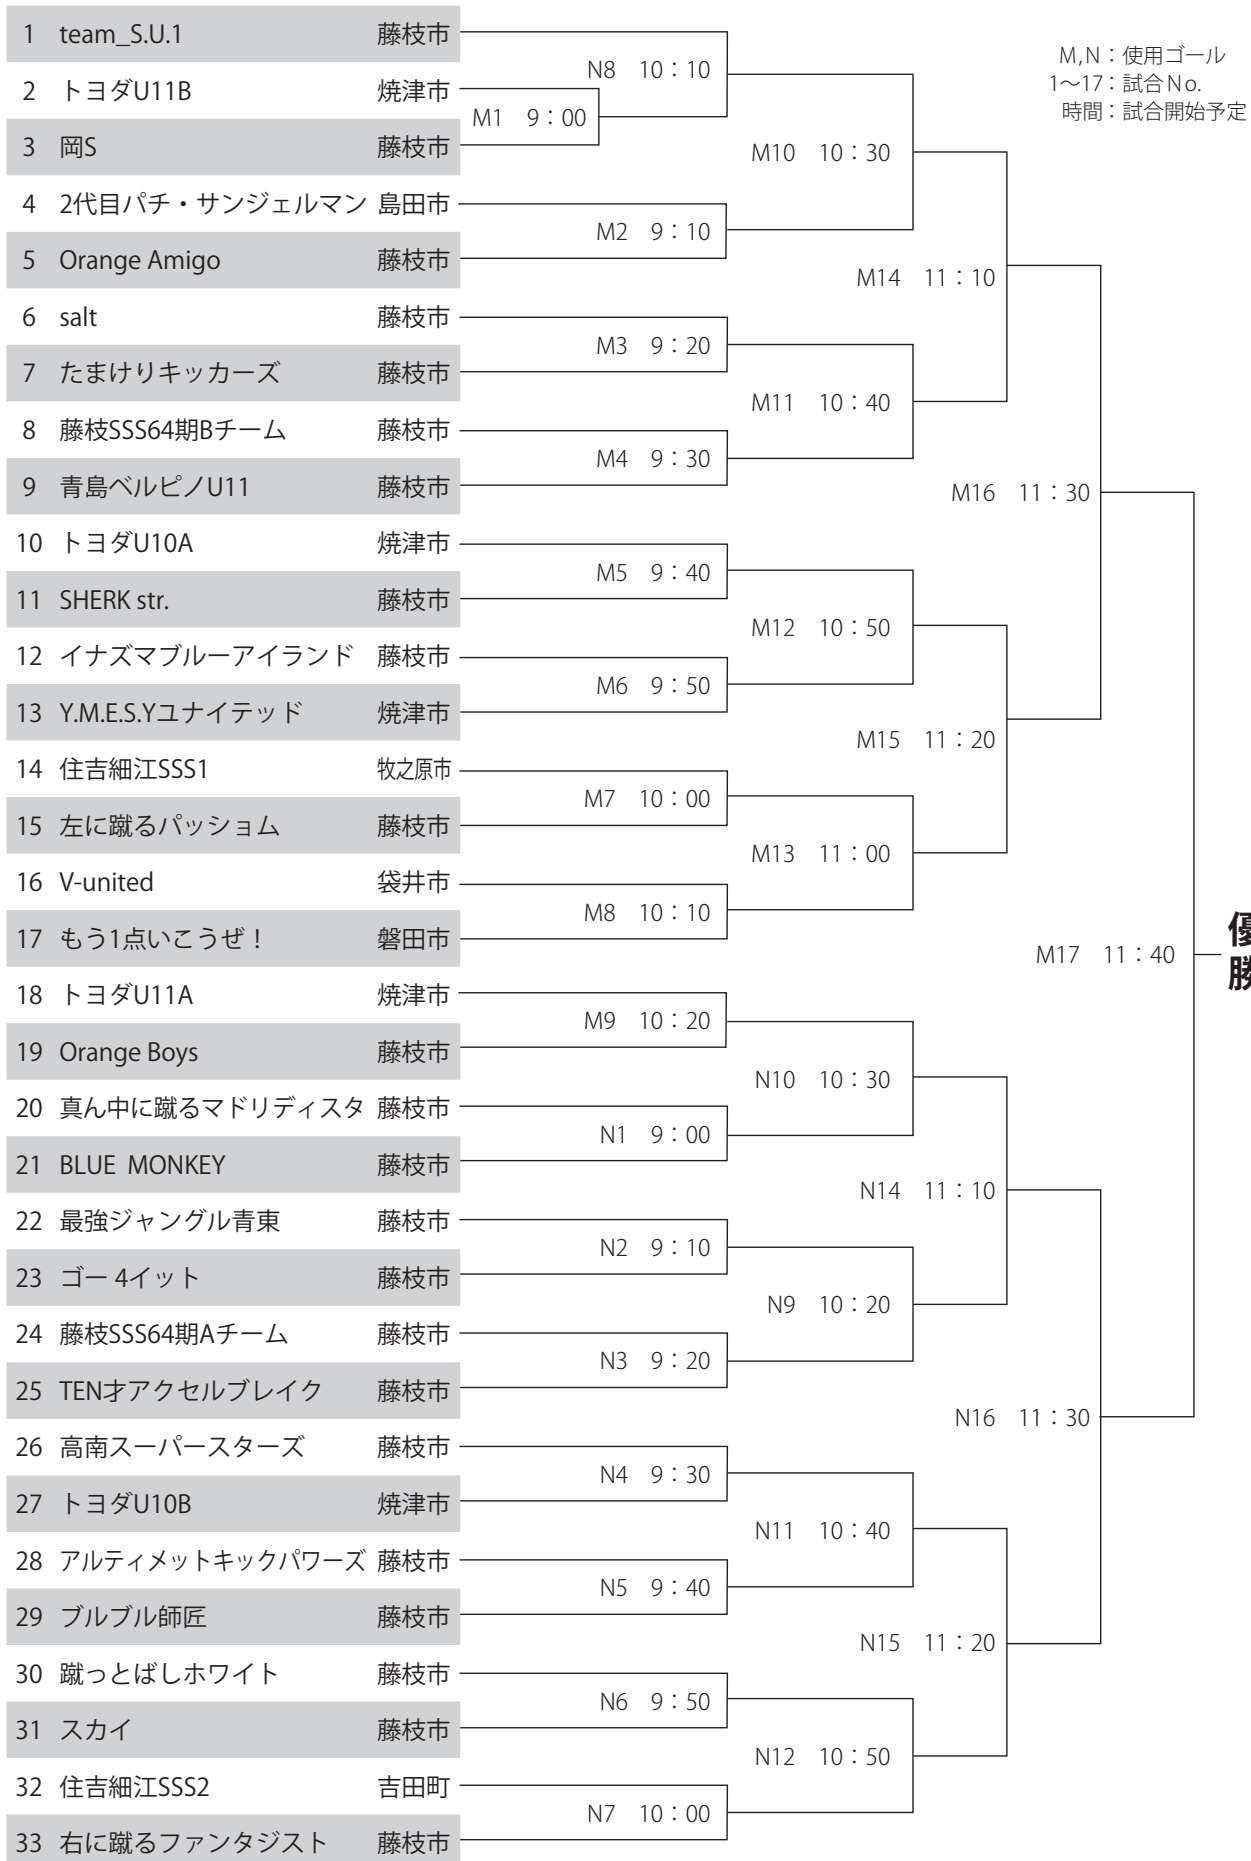 M,N：使用ゴール
1〜17：試合No.
時間：試合開始予定
1 team_S.U.1 藤枝市
N8 10：10
2 トヨダU11B 焼津市
M1 9：00
3 岡S 藤枝市
M10 10：30
4 2代目パチ・サンジェルマン 島田市
M2 9：10
5 Orange Amigo 藤枝市
M14 11：10
6 salt 藤枝市
M3 9：20
7 たまけりキッカーズ 藤枝市
M11 10：40
8 藤枝SSS64期Bチーム 藤枝市
M4 9：30
9 青島ベルピノU11 藤枝市
M16 11：30
10 トヨダU10A 焼津市
M5 9：40
11 SHERK str. 藤枝市
M12 10：50
12 イナズマブルーアイランド 藤枝市
M6 9：50
13 Y.M.E.S.Yユナイテッド 焼津市
M15 11：20
14 住吉細江SSS1 牧之原市
M7 10：00
15 左に蹴るパッショム 藤枝市
M13 11：00
16 V-united 袋井市
M8 10：10
17 もう1点いこうぜ！ 磐田市
M17 11：40
優
勝
18 トヨダU11A 焼津市
M9 10：20
19 Orange Boys 藤枝市
N10 10：30
20 真ん中に蹴るマドリディスタ 藤枝市
N1 9：00
21 BLUE MONKEY 藤枝市
N14 11：10
22 最強ジャングル青東 藤枝市
N2 9：10
23 ゴー 4イット 藤枝市
N9 10：20
24 藤枝SSS64期Aチーム 藤枝市
N3 9：20
25 TEN才アクセルブレイク 藤枝市
N16 11：30
26 高南スーパースターズ 藤枝市
N4 9：30
27 トヨダU10B 焼津市
N11 10：40
28 アルティメットキックパワーズ 藤枝市
N5 9：40
29 ブルブル師匠 藤枝市
N15 11：20
30 蹴っとばしホワイト 藤枝市
N6 9：50
31 スカイ 藤枝市
N12 10：50
32 住吉細江SSS2 吉田町
N7 10：00
33 右に蹴るファンタジスト 藤枝市